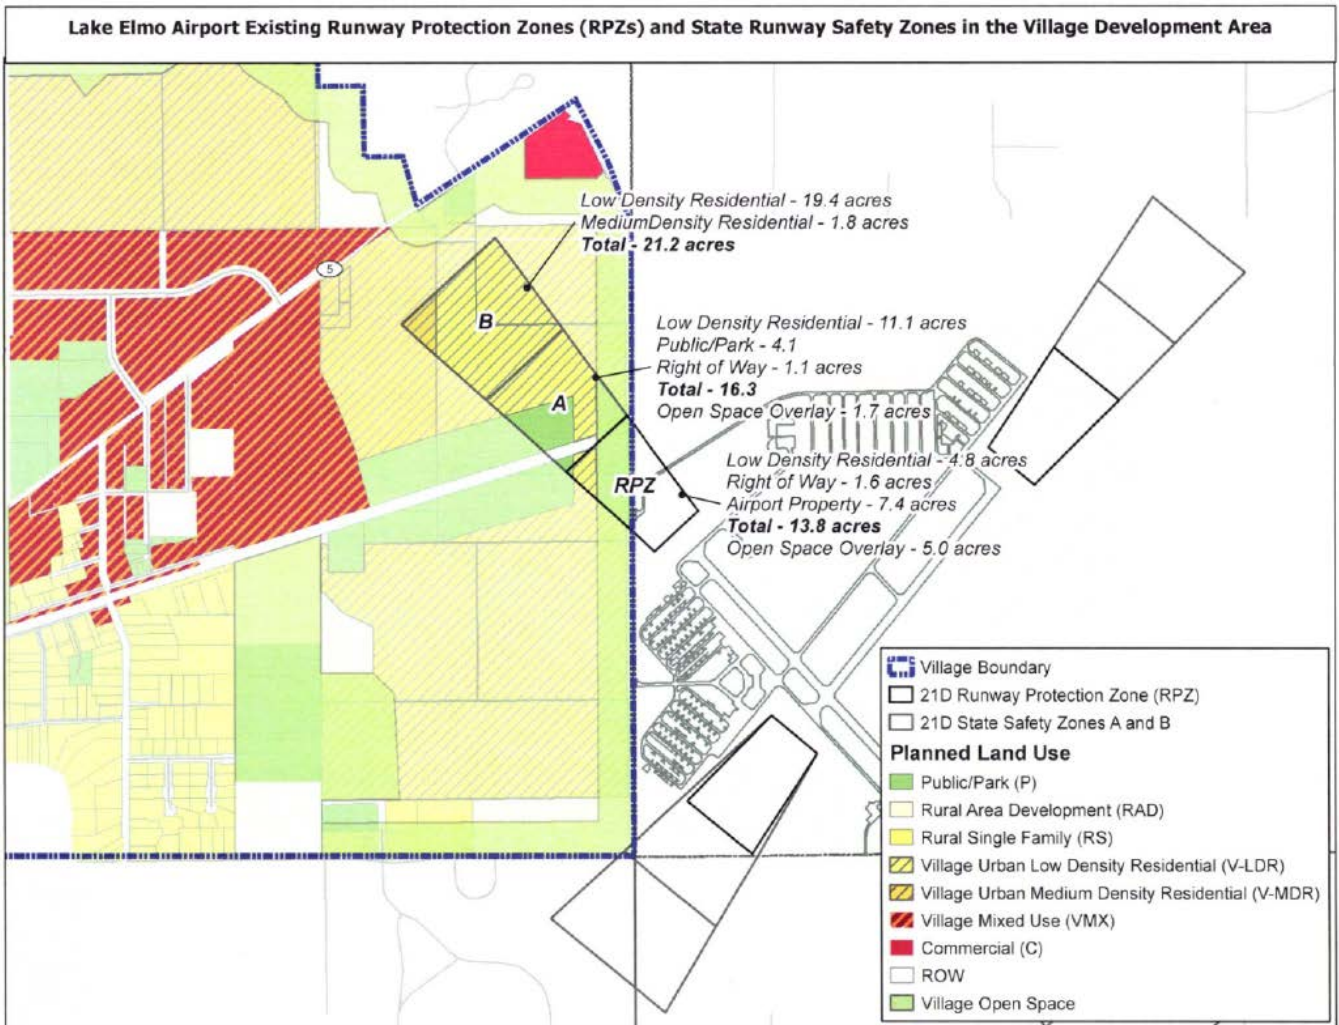 Lake Elmo Airport Existing Runway Protection Zones (RPZs) and State Runway Safety Zones in the Village Development Area
Low Density Residential - 19.4 acres
MediumDensity Residential - 1.8 acres
Total - 21.2 acres
5
B
Low Density Residential - 11.1 acres
Public/Park - 4.1
Right of Way - 1.1 acres
Total - 16.3
Open Space Overlay - 1.7 acres
A
Low Density Residential - 4.8 acres
Right of Way - 1.6 acres
Airport Property - 7.4 acres
Total - 13.8 acres
Open Space Overlay - 5.0 acres
RPZ
Village Boundary
21D Runway Protection Zone (RPZ)
21D State Safety Zones A and B
Planned Land Use
Public/Park (P)
Rural Area Development (RAD)
Rural Single Family (RS)
Village Urban Low Density Residential (V-LDR)
Village Urban Medium Density Residential (V-MDR)
Village Mixed Use (VMX)
Commercial (C)
ROW
Village Open Space